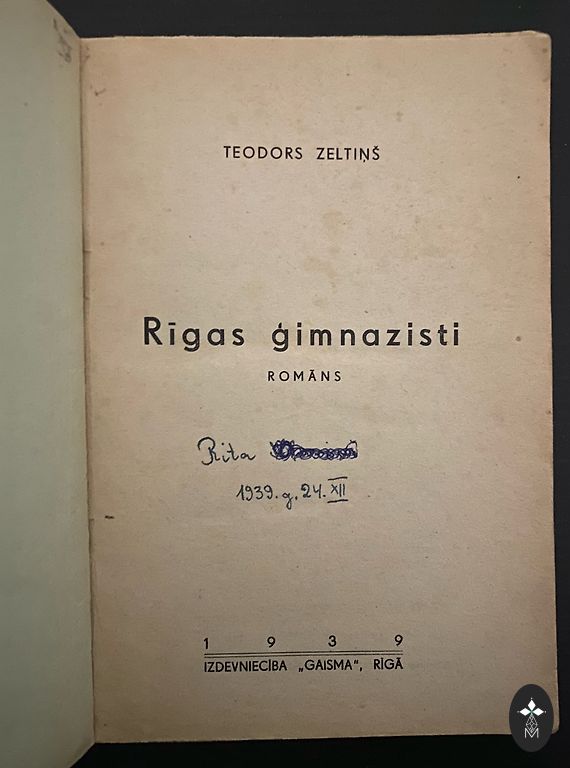 TEODORS ZELTIŅŠ
Rīgas ģimnazisti
ROMĀNS
Rita
1939.g. 24. XII
1 9 3 9
IZDEVNIECĪBA „GAISMA“, RĪGĀ
M